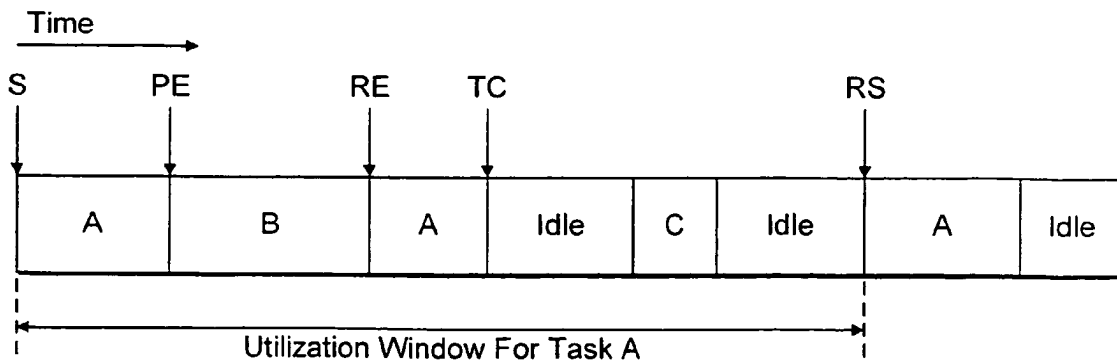 Time
S PE RE TC RS
A B A Idle C Idle A Idle
Utilization Window For Task A